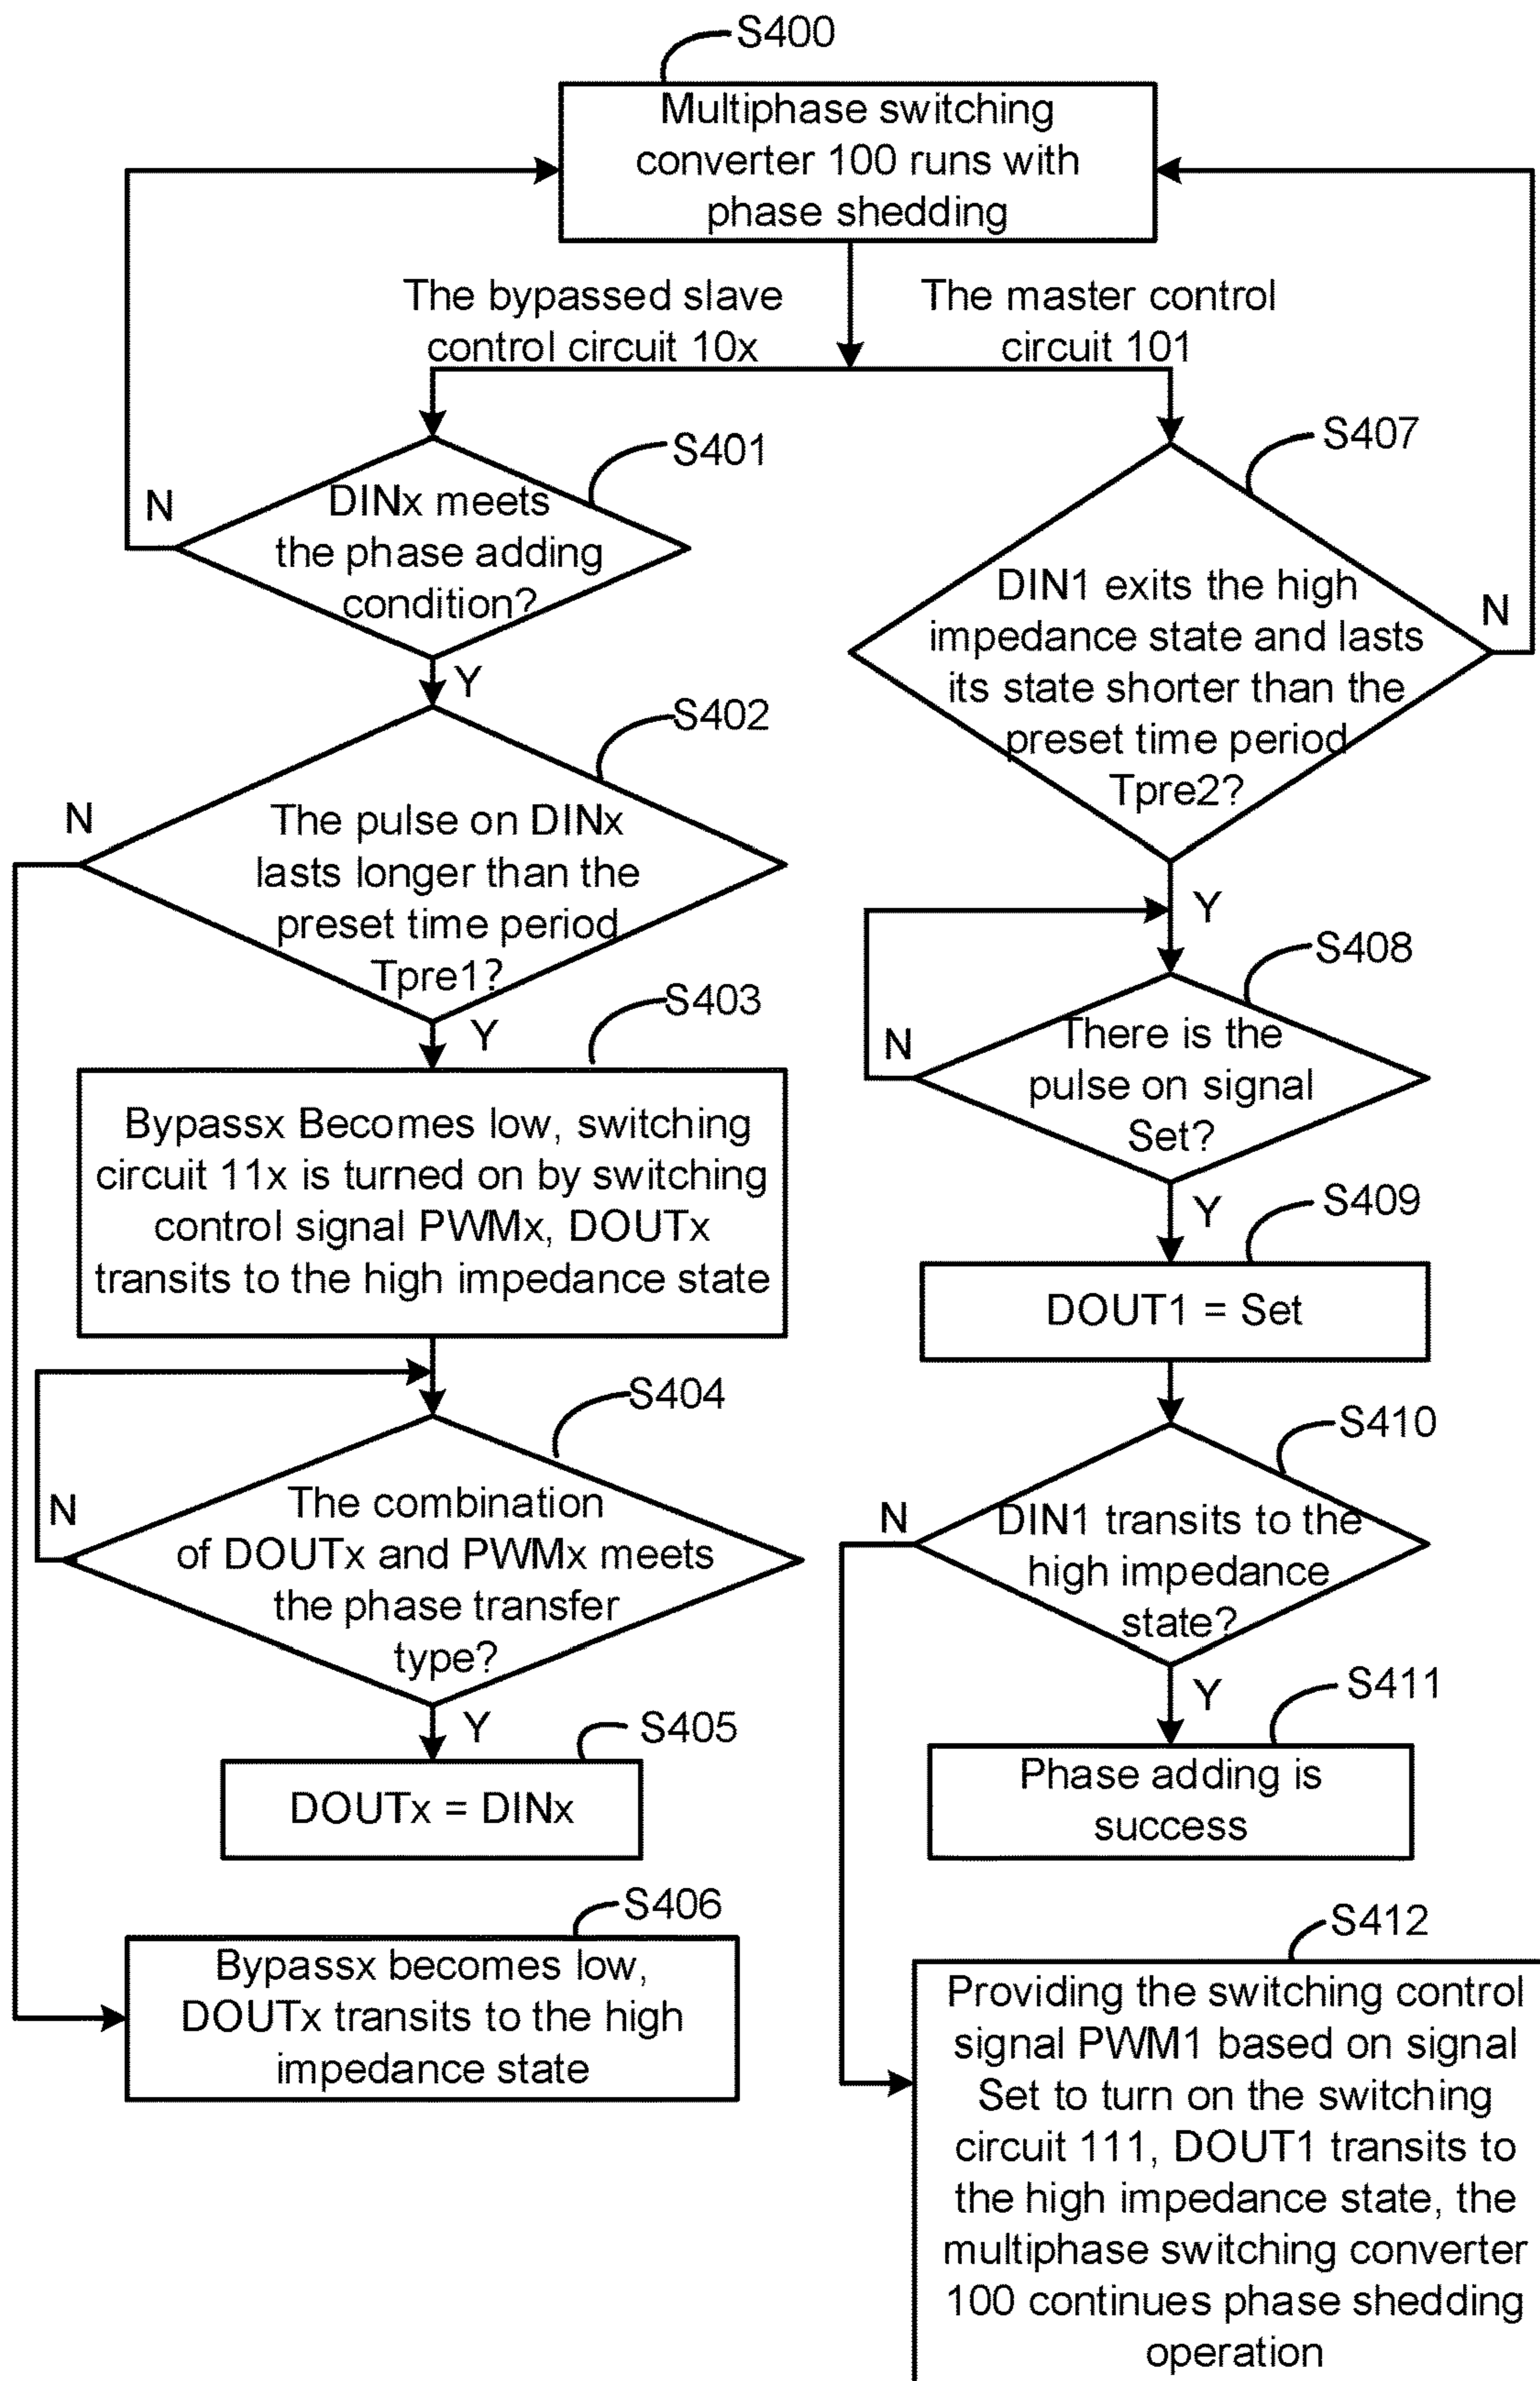 S400
Multiphase switching
converter 100 runs with
phase shedding
The bypassed slave
control circuit 10x
The master control
circuit 101
S401
DINx meets
the phase adding
condition?
N
Y
S402
The pulse on DINx
lasts longer than the
preset time period
Tpre1?
N
Y
S403
Bypassx Becomes low, switching
circuit 11x is turned on by switching
control signal PWMx, DOUTx
transits to the high impedance state
S404
The combination
of DOUTx and PWMx meets
the phase transfer
type?
N
Y
S405
DOUTx = DINx
S406
Bypassx becomes low,
DOUTx transits to the high
impedance state
S407
DIN1 exits the high
impedance state and lasts
its state shorter than the
preset time period
Tpre2?
N
Y
S408
There is the
pulse on signal
Set?
N
Y
S409
DOUT1 = Set
S410
DIN1 transits to the
high impedance
state?
N
Y
S411
Phase adding is
success
S412
Providing the switching control
signal PWM1 based on signal
Set to turn on the switching
circuit 111, DOUT1 transits to
the high impedance state, the
multiphase switching converter
100 continues phase shedding
operation